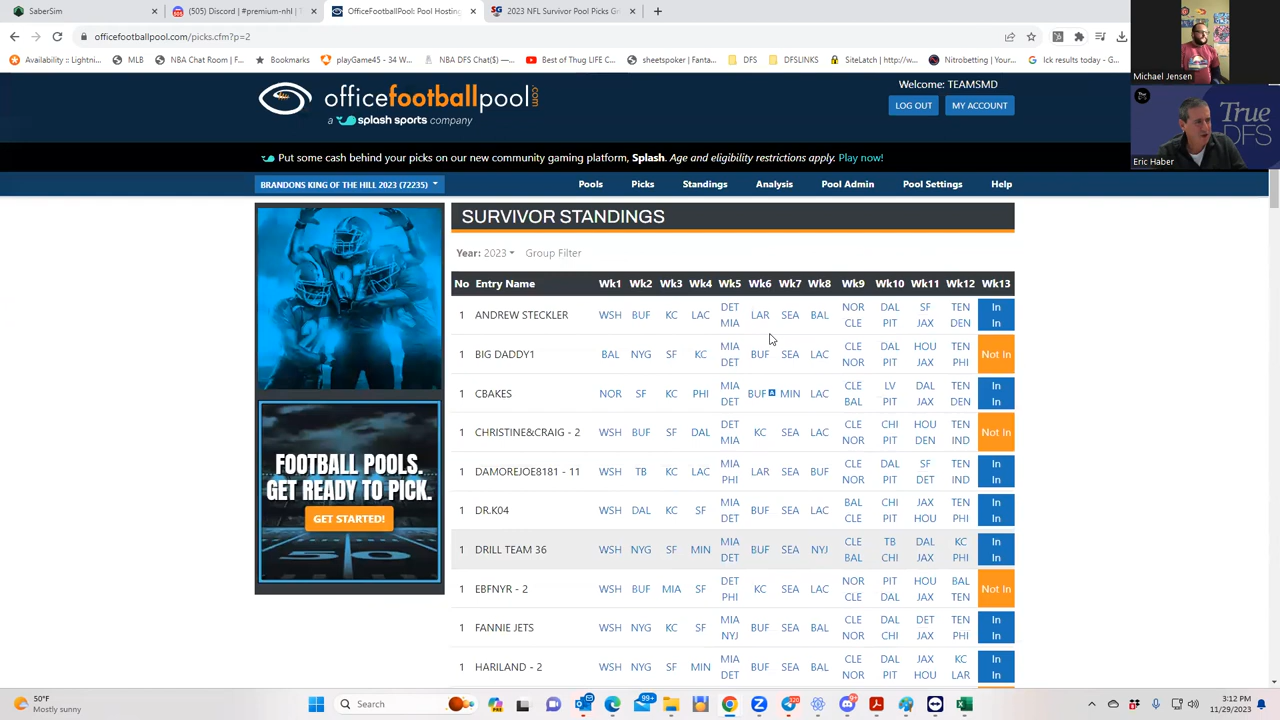 SaberSim
(505) Discord | #premium-nhl | T
OfficeFootballPool: Pool Hosting
2023 NFL Survivor Pool Picks Gr
officefootballpool.com/picks.cfm?p=2
Availability :: Lightni...
MLB
NBA Chat Room | F...
Bookmarks
playGame45 - 34 W...
NBA DFS Chat($) -...
Best of Thug LIFE C...
sheetspoker | Fanta...
DFS
DFSLINKS
SiteLatch | http://w...
Nitrobetting | Your...
Ick results today - G...
Michael Jensen
True
DFS
Eric Haber
officefootballpool.com
a splash sports company
Welcome: TEAMSMD
LOG OUT
MY ACCOUNT
Put some cash behind your picks on our new community gaming platform, Splash. Age and eligibility restrictions apply. Play now!
BRANDONS KING OF THE HILL 2023 (72235)
Pools Picks Standings Analysis Pool Admin Pool Settings Help
SURVIVOR STANDINGS
Year: 2023 Group Filter
No Entry Name Wk1 Wk2 Wk3 Wk4 Wk5 Wk6 Wk7 Wk8 Wk9 Wk10 Wk11 Wk12 Wk13
DET NOR DAL SF TEN In
1 ANDREW STECKLER WSH BUF KC LAC LAR SEA BAL
MIA CLE PIT JAX DEN In
MIA CLE DAL HOU TEN
1 BIG DADDY1 BAL NYG SF KC BUF SEA LAC Not In
DET NOR PIT JAX PHI
MIA CLE LV DAL TEN In
1 CBAKES NOR SF KC PHI BUF A MIN LAC
DET BAL PIT JAX DEN In
DET CLE CHI HOU TEN
1 CHRISTINE&CRAIG - 2 WSH BUF SF DAL KC SEA LAC Not In
MIA NOR PIT DEN IND
MIA CLE DAL SF TEN In
1 DAMOREJOE8181 - 11 WSH TB KC LAC LAR SEA BUF
PHI NOR PIT DET IND In
MIA BAL CHI JAX TEN In
1 DR.K04 WSH DAL KC SF BUF SEA LAC
DET CLE PIT HOU PHI In
MIA CLE TB DAL KC In
1 DRILL TEAM 36 WSH NYG SF MIN BUF SEA NYJ
DET BAL CHI JAX PHI In
DET NOR PIT HOU BAL
1 EBFNYR - 2 WSH BUF MIA SF KC SEA LAC Not In
PHI CLE DAL JAX TEN
MIA CLE DAL DET TEN In
1 FANNIE JETS WSH NYG KC SF BUF SEA BAL
NYJ NOR CHI JAX PHI In
MIA CLE DAL JAX KC In
1 HARILAND - 2 WSH NYG SF MIN BUF SEA BAL
DET NOR PIT HOU LAR In
FOOTBALL POOLS.
GET READY TO PICK.
GET STARTED!
50
50°F
Mostly sunny
Search
99+
3:12 PM
11/29/2023